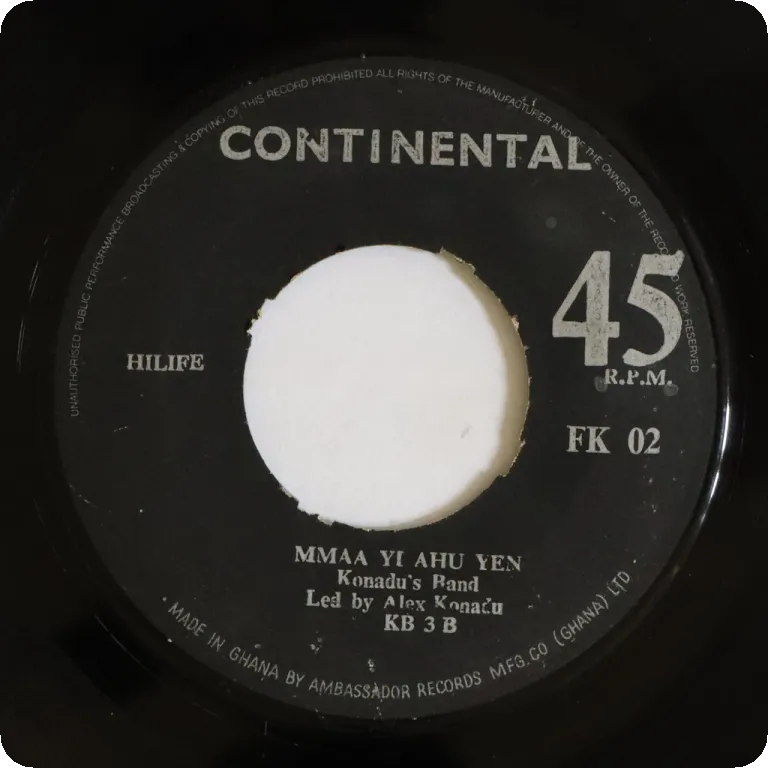 UNAUTHORISED PUBLIC PERFORMANCE BROADCASTING & COPYING OF THIS RECORD PROHIBITED ALL RIGHTS OF THE MANUFACTURER AND OF THE OWNER OF THE RECORDED WORK RESERVED
CONTINENTAL
45
R.P.M.
HILIFE
FK 02
MMAA YI AHU YEN
Konadu's Band
Led by Alex Konadu
KB 3 B
· MADE IN GHANA BY AMBASSADOR RECORDS MFG.CO (GHANA) LTD ·